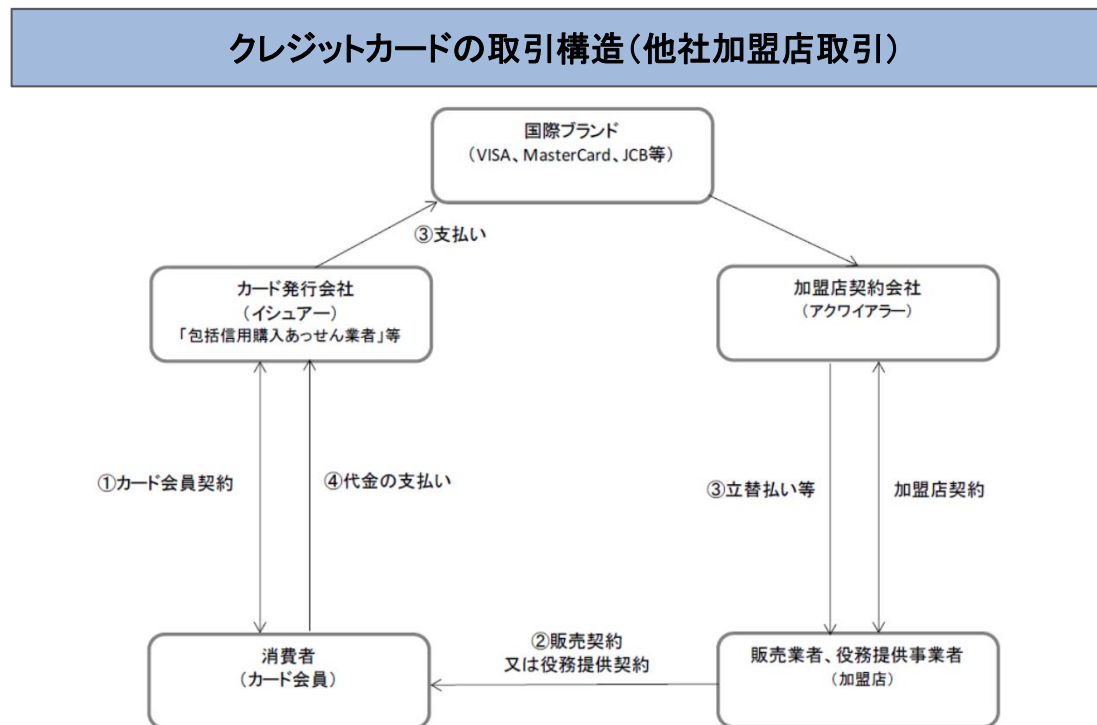 クレジットカードの取引構造（他社加盟店取引）
国際ブランド
（VISA、MasterCard、JCB等）
③支払い
カード発行会社
（イシュアー）
「包括信用購入あっせん業者」等
加盟店契約会社
（アクワイアラー）
①カード会員契約
④代金の支払い
③立替払い等
加盟店契約
②販売契約
又は役務提供契約
消費者
（カード会員）
販売業者、役務提供事業者
（加盟店）